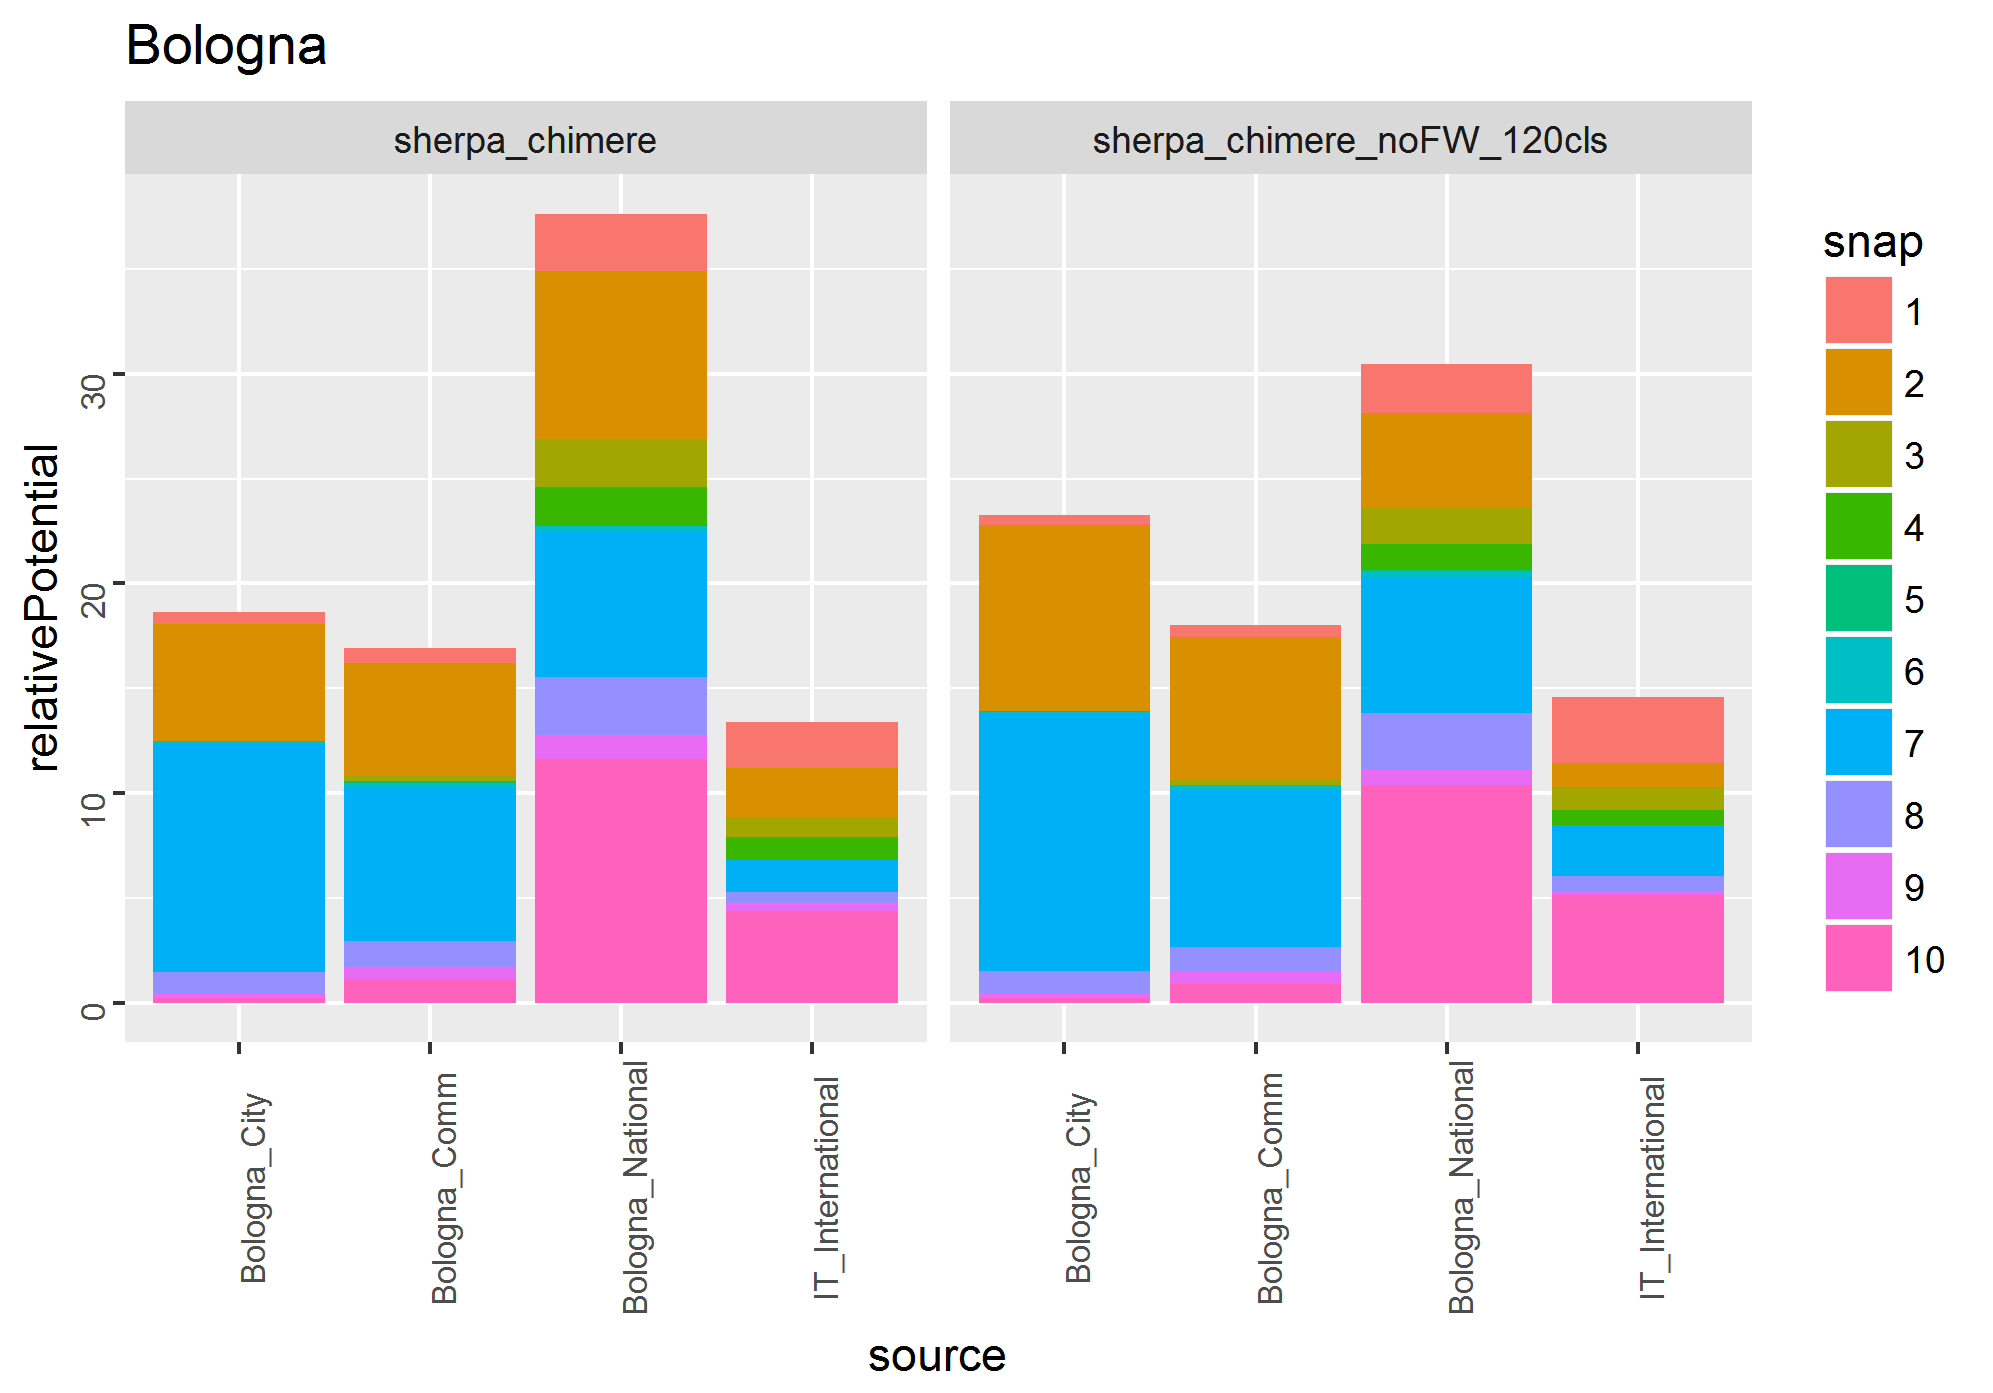 Bologna
sherpa_chimere
sherpa_chimere_noFW_120cls
relativePotential
30
20
10
0
Bologna_City
Bologna_Comm
Bologna_National
IT_International
Bologna_City
Bologna_Comm
Bologna_National
IT_International
source
snap
1
2
3
4
5
6
7
8
9
10